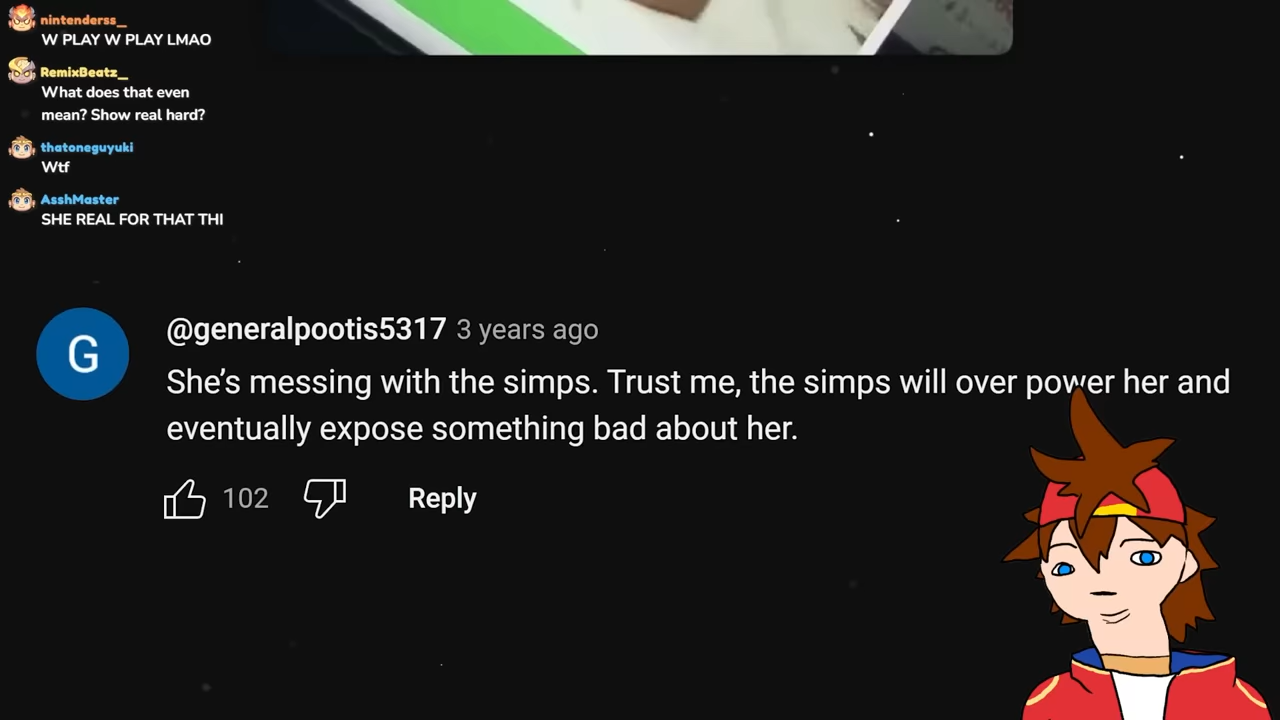 nintenderss_
W PLAY W PLAY LMAO
RemixBeatz_
What does that even
mean? Show real hard?
thatoneguyuki
Wtf
AsshMaster
SHE REAL FOR THAT THI
G
@generalpootis5317 3 years ago
She's messing with the simps. Trust me, the simps will over power her and
eventually expose something bad about her.
102 Reply